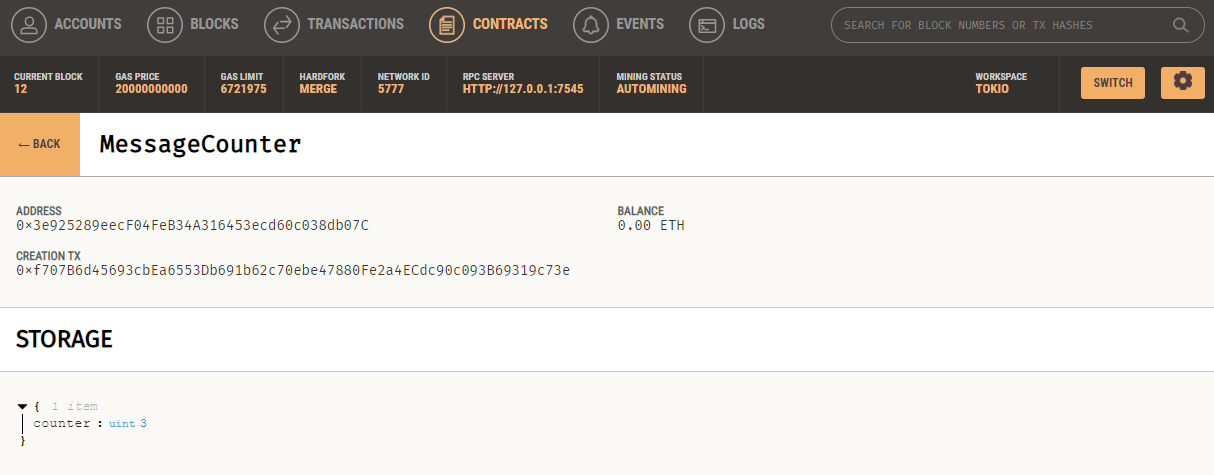 ACCOUNTS BLOCKS TRANSACTIONS CONTRACTS EVENTS LOGS SEARCH FOR BLOCK NUMBERS OR TX HASHES
CURRENT BLOCK GAS PRICE GAS LIMIT HARDFORK NETWORK ID RPC SERVER MINING STATUS WORKSPACE
12 20000000000 6721975 MERGE 5777 HTTP://127.0.0.1:7545 AUTOMINING TOKIO SWITCH
← BACK MessageCounter
ADDRESS BALANCE
0×3e925289eecF04FeB34A316453ecd60c038db07C 0.00 ETH
CREATION TX
0×f707B6d45693cbEa6553Db691b62c70ebe47880Fe2a4ECdc90c093B69319c73e
STORAGE
{ 1 item
counter : uint 3
}